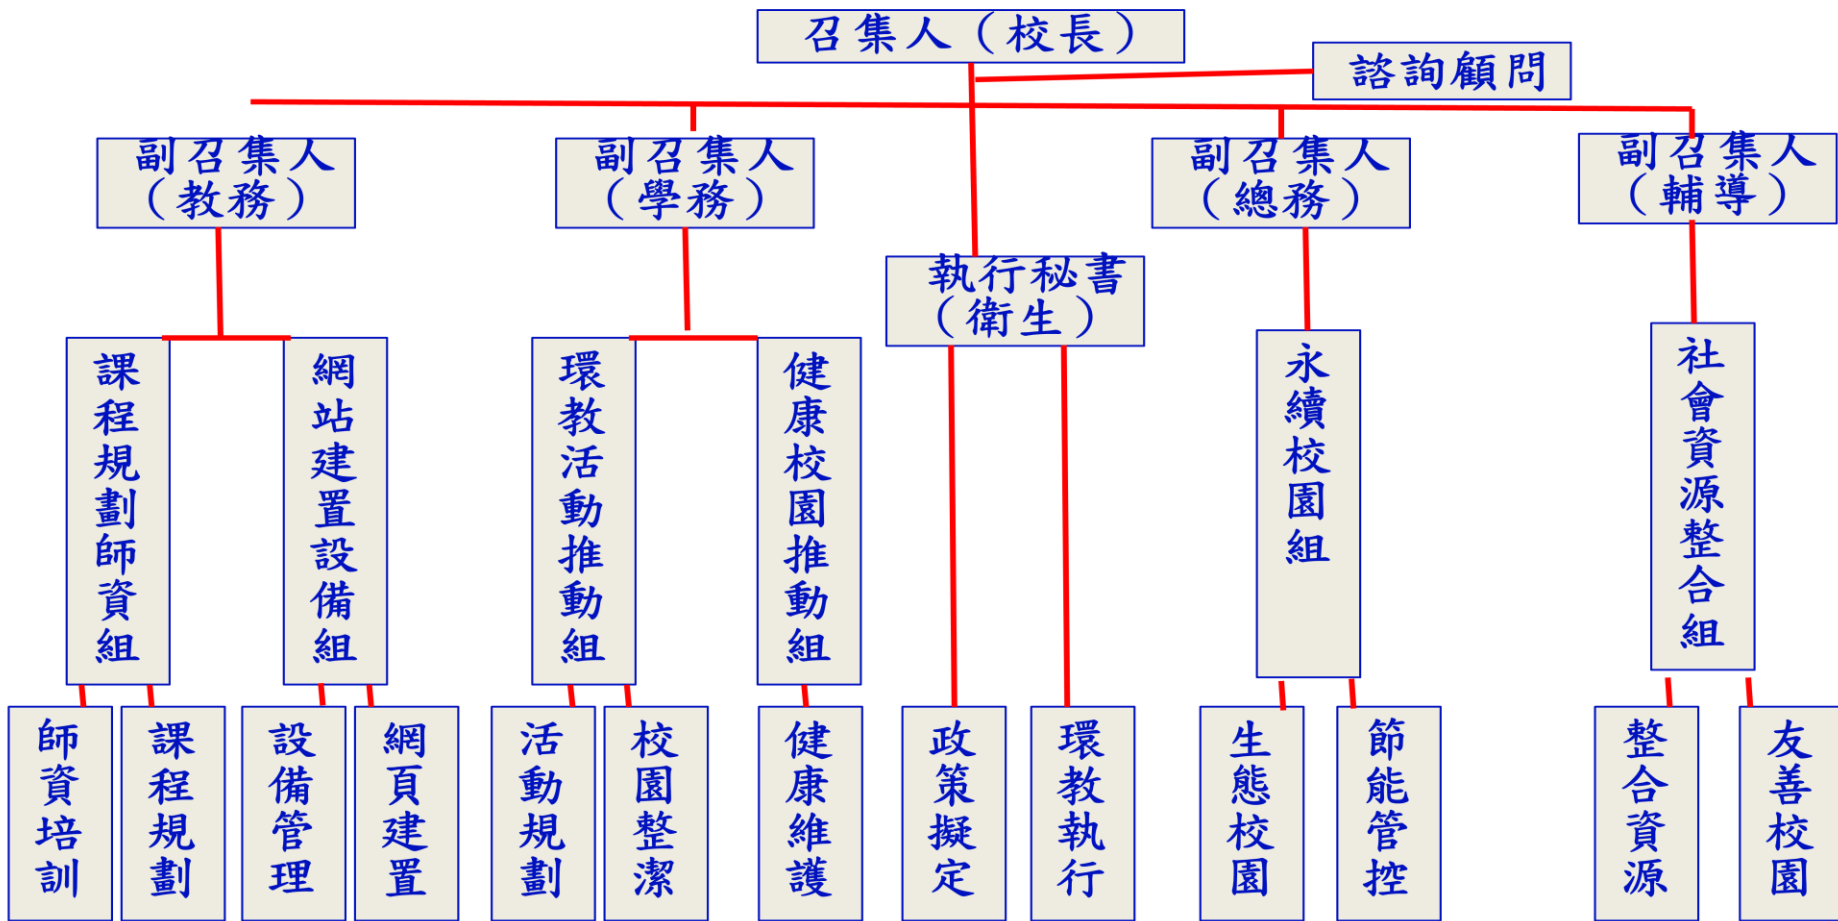 召集人（校長）
諮詢顧問
副召集人
（教務）
副召集人
（學務）
副召集人
（總務）
副召集人
（輔導）
執行秘書
（衛生）
課程規劃師資組
網站建置設備組
環教活動推動組
健康校園推動組
永續校園組
社會資源整合組
師資培訓
課程規劃
設備管理
網頁建置
活動規劃
校園整潔
健康維護
政策擬定
環教執行
生態校園
節能管控
整合資源
友善校園